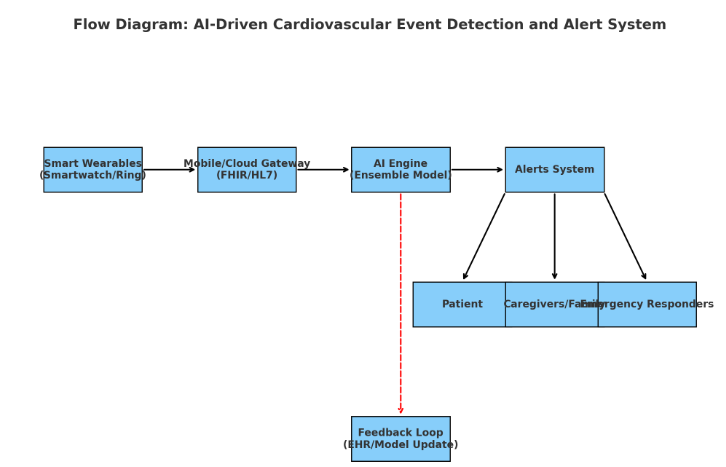 Flow Diagram: AI-Driven Cardiovascular Event Detection and Alert System
Smart Wearables
(Smartwatch/Ring)
Mobile/Cloud Gateway
(FHIR/HL7)
AI Engine
(Ensemble Model)
Alerts System
Patient
Caregivers/Family
Emergency Responders
Feedback Loop
(EHR/Model Update)